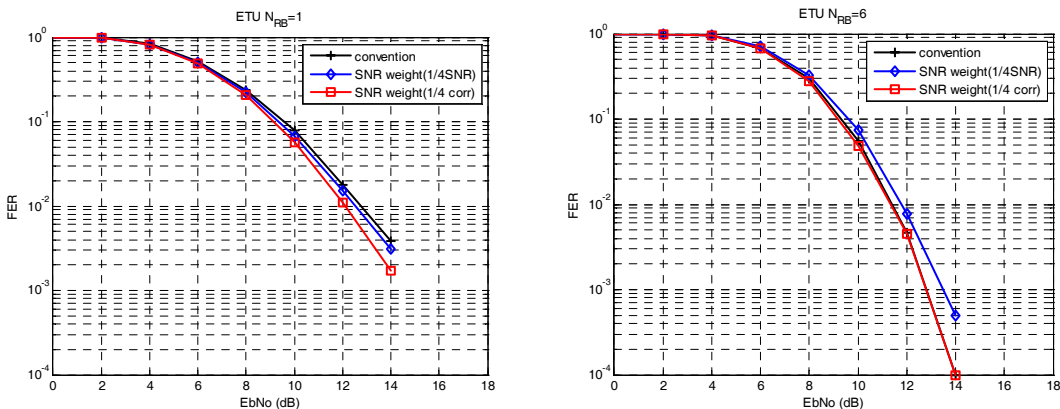 ETU N_RB=1
10^0
10^-1
10^-2
10^-3
10^-4
FER
0 2 4 6 8 10 12 14 16 18
EbNo (dB)
convention
SNR weight(1/4SNR)
SNR weight(1/4 corr)
ETU N_RB=6
10^0
10^-1
10^-2
10^-3
10^-4
FER
0 2 4 6 8 10 12 14 16 18
EbNo (dB)
convention
SNR weight(1/4SNR)
SNR weight(1/4 corr)